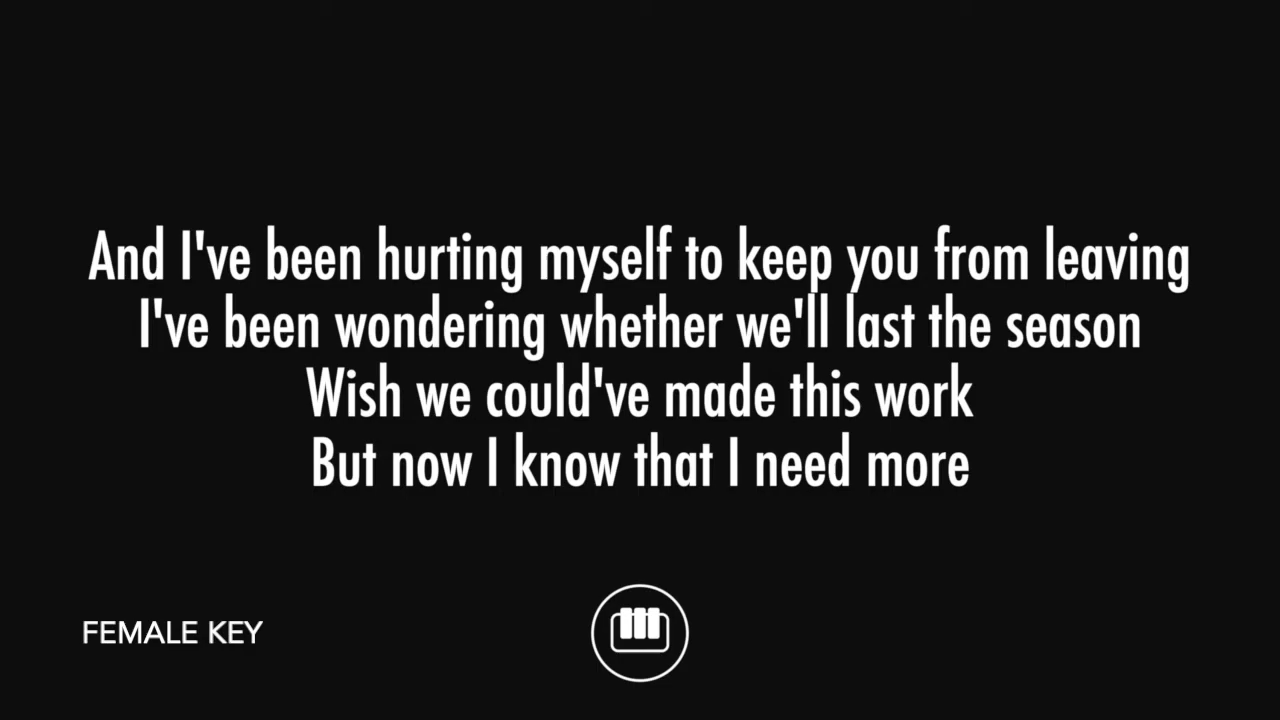 And I've been hurting myself to keep you from leaving
I've been wondering whether we'll last the season
Wish we could've made this work
But now I know that I need more
FEMALE KEY